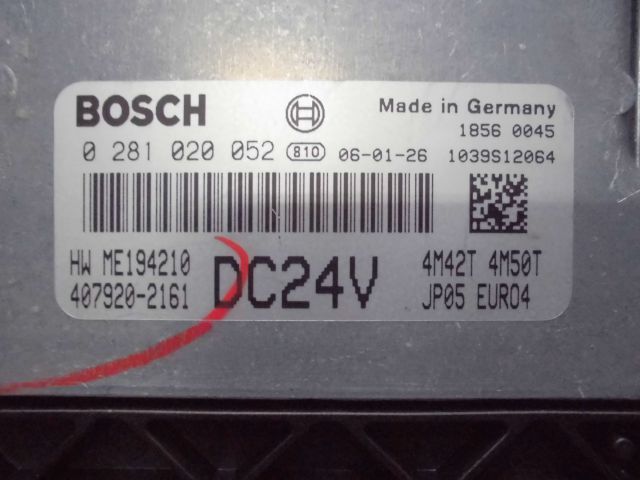 BOSCH
Made in Germany
1856 0045
0 281 020 052 810 06-01-26 1039S12064
HW ME194210
407920-2161
DC24V
4M42T 4M50T
JP05 EURO4